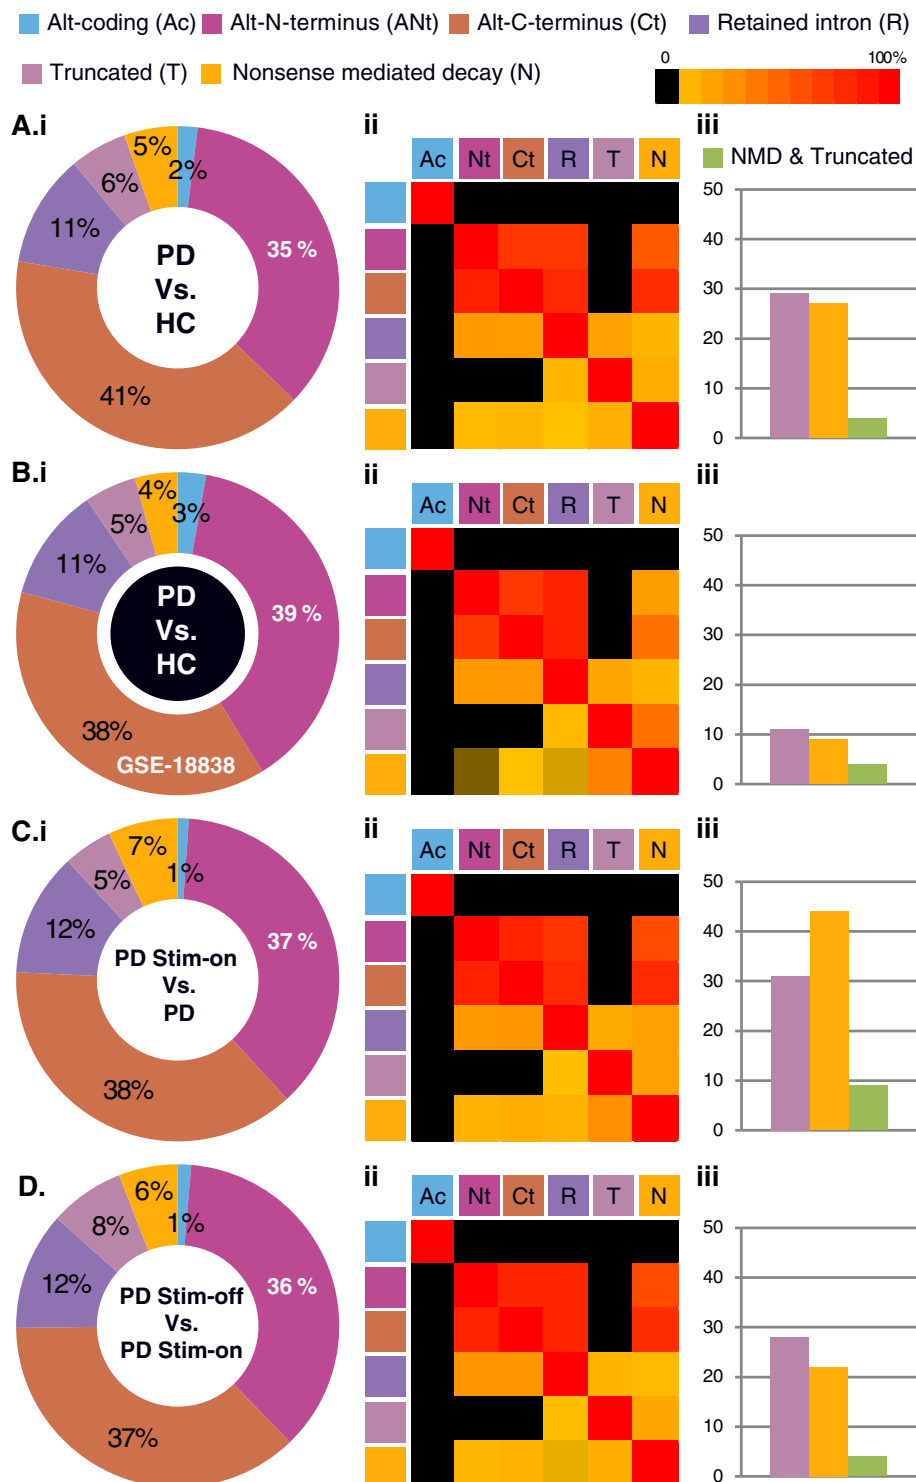 Alt-coding (Ac) Alt-N-terminus (ANt) Alt-C-terminus (Ct) Retained intron (R)
Truncated (T) Nonsense mediated decay (N)
0 100%
A.i ii iii
NMD & Truncated
5% 2%
6%
11%
35 %
41%
PD
Vs.
HC
Ac Nt Ct R T N
50
40
30
20
10
0
B.i ii iii
4% 3%
5%
11%
39 %
38%
GSE-18838
PD
Vs.
HC
Ac Nt Ct R T N
50
40
30
20
10
0
C.i ii iii
7% 1%
5%
12%
37 %
38%
PD Stim-on
Vs.
PD
Ac Nt Ct R T N
50
40
30
20
10
0
D. ii iii
6% 1%
8%
12%
36 %
37%
PD Stim-off
Vs.
PD Stim-on
Ac Nt Ct R T N
50
40
30
20
10
0